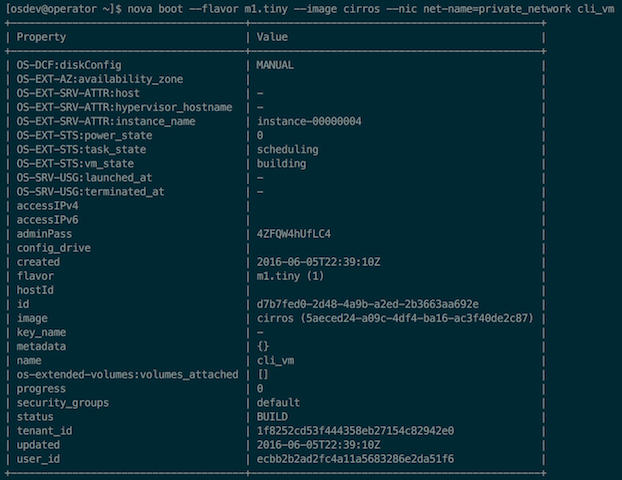 [osdev@operator ~]$ nova boot --flavor m1.tiny --image cirros --nic net-name=private_network cli_vm
+--------------------------------------+-----------------------------------------------+
| Property | Value |
+--------------------------------------+-----------------------------------------------+
| OS-DCF:diskConfig | MANUAL |
| OS-EXT-AZ:availability_zone | |
| OS-EXT-SRV-ATTR:host | - |
| OS-EXT-SRV-ATTR:hypervisor_hostname | - |
| OS-EXT-SRV-ATTR:instance_name | instance-00000004 |
| OS-EXT-STS:power_state | 0 |
| OS-EXT-STS:task_state | scheduling |
| OS-EXT-STS:vm_state | building |
| OS-SRV-USG:launched_at | - |
| OS-SRV-USG:terminated_at | - |
| accessIPv4 | |
| accessIPv6 | |
| adminPass | 4ZFQW4hUfLC4 |
| config_drive | |
| created | 2016-06-05T22:39:10Z |
| flavor | m1.tiny (1) |
| hostId | |
| id | d7b7fed0-2d48-4a9b-a2ed-2b3663aa692e |
| image | cirros (5aeced24-a09c-4df4-ba16-ac3f40de2c87) |
| key_name | - |
| metadata | {} |
| name | cli_vm |
| os-extended-volumes:volumes_attached | [] |
| progress | 0 |
| security_groups | default |
| status | BUILD |
| tenant_id | 1f8252cd53f444358eb27154c82942e0 |
| updated | 2016-06-05T22:39:10Z |
| user_id | ecbb2b2ad2fc4a11a5683286e2da51f6 |
+--------------------------------------+-----------------------------------------------+